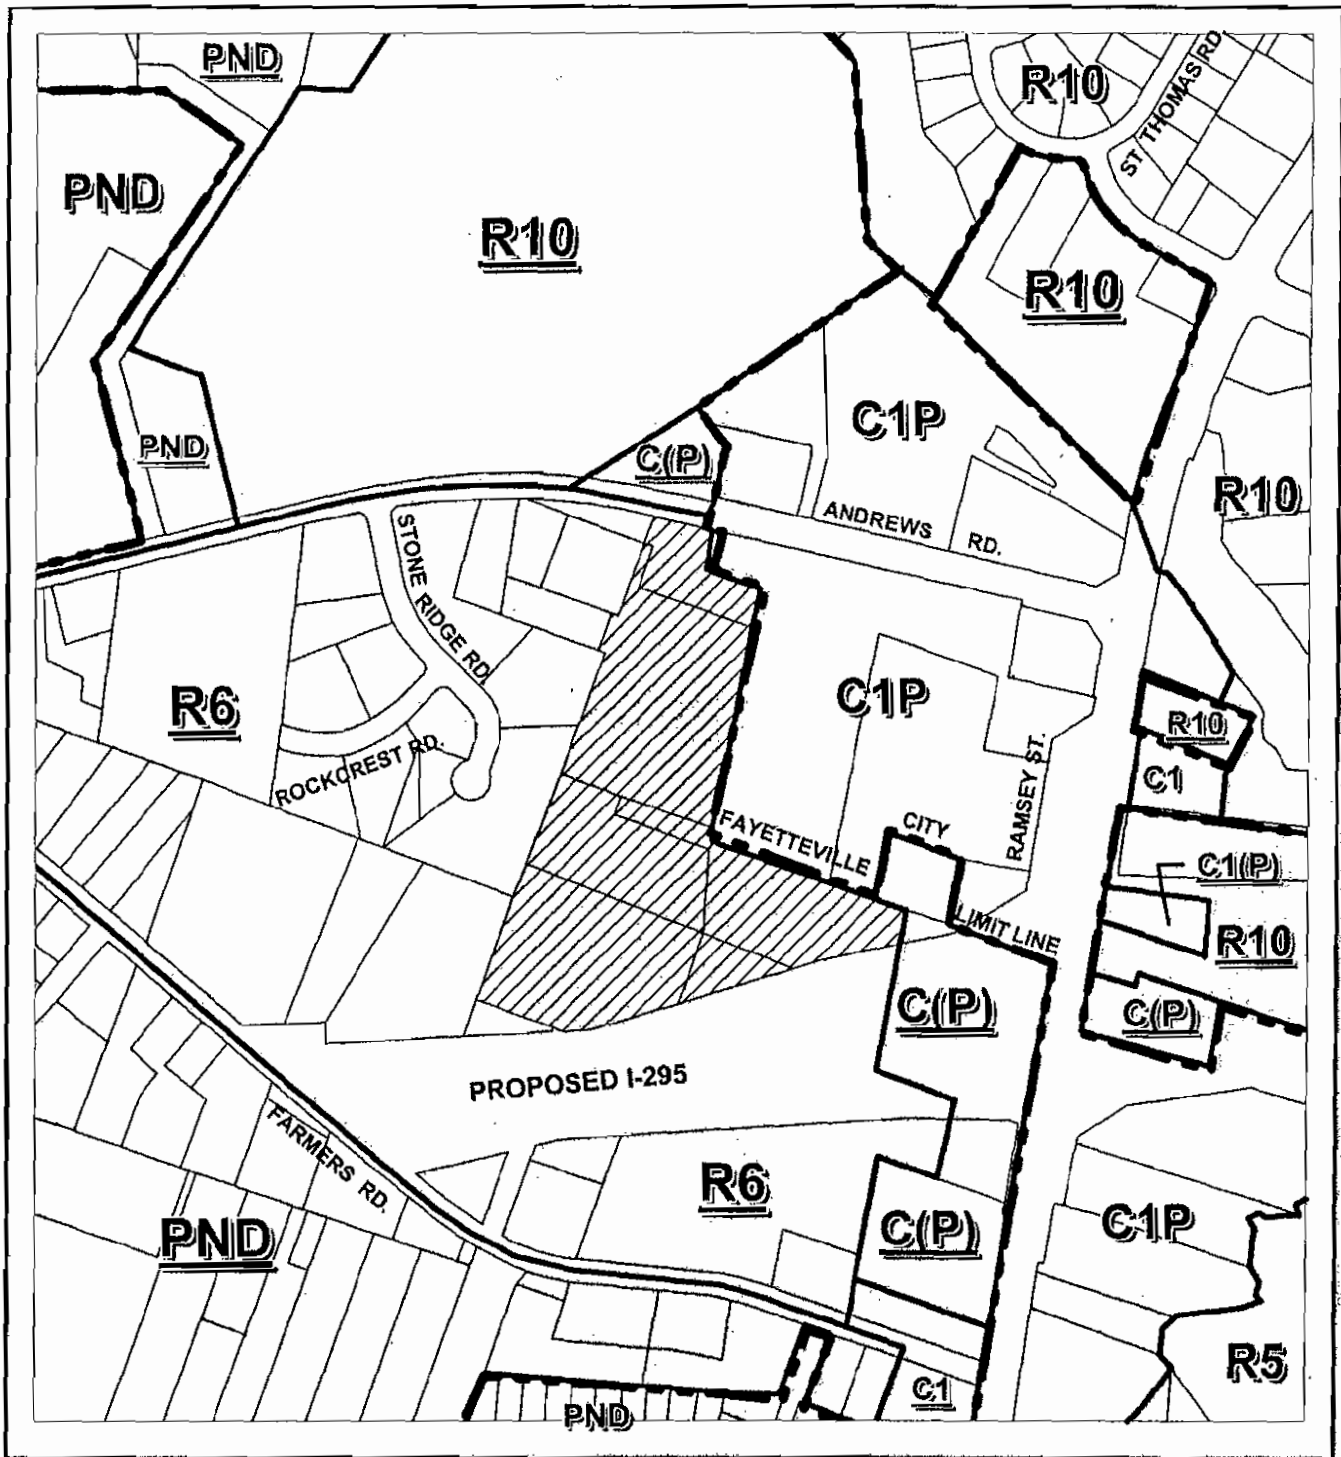 PND
R10
ST THOMAS RD
PND
R10
R10
C1P
PND
C(P)
R10
ANDREWS RD.
STONE RIDGE RD.
R6
C1P
R10
ROCKCREST RD.
C1
RAMSEY ST.
FAYETTEVILLE CITY LIMIT LINE
C1(P)
R10
C(P)
C(P)
PROPOSED I-295
FARMERS RD.
R6
C(P)
C1P
PND
R5
C1
PND